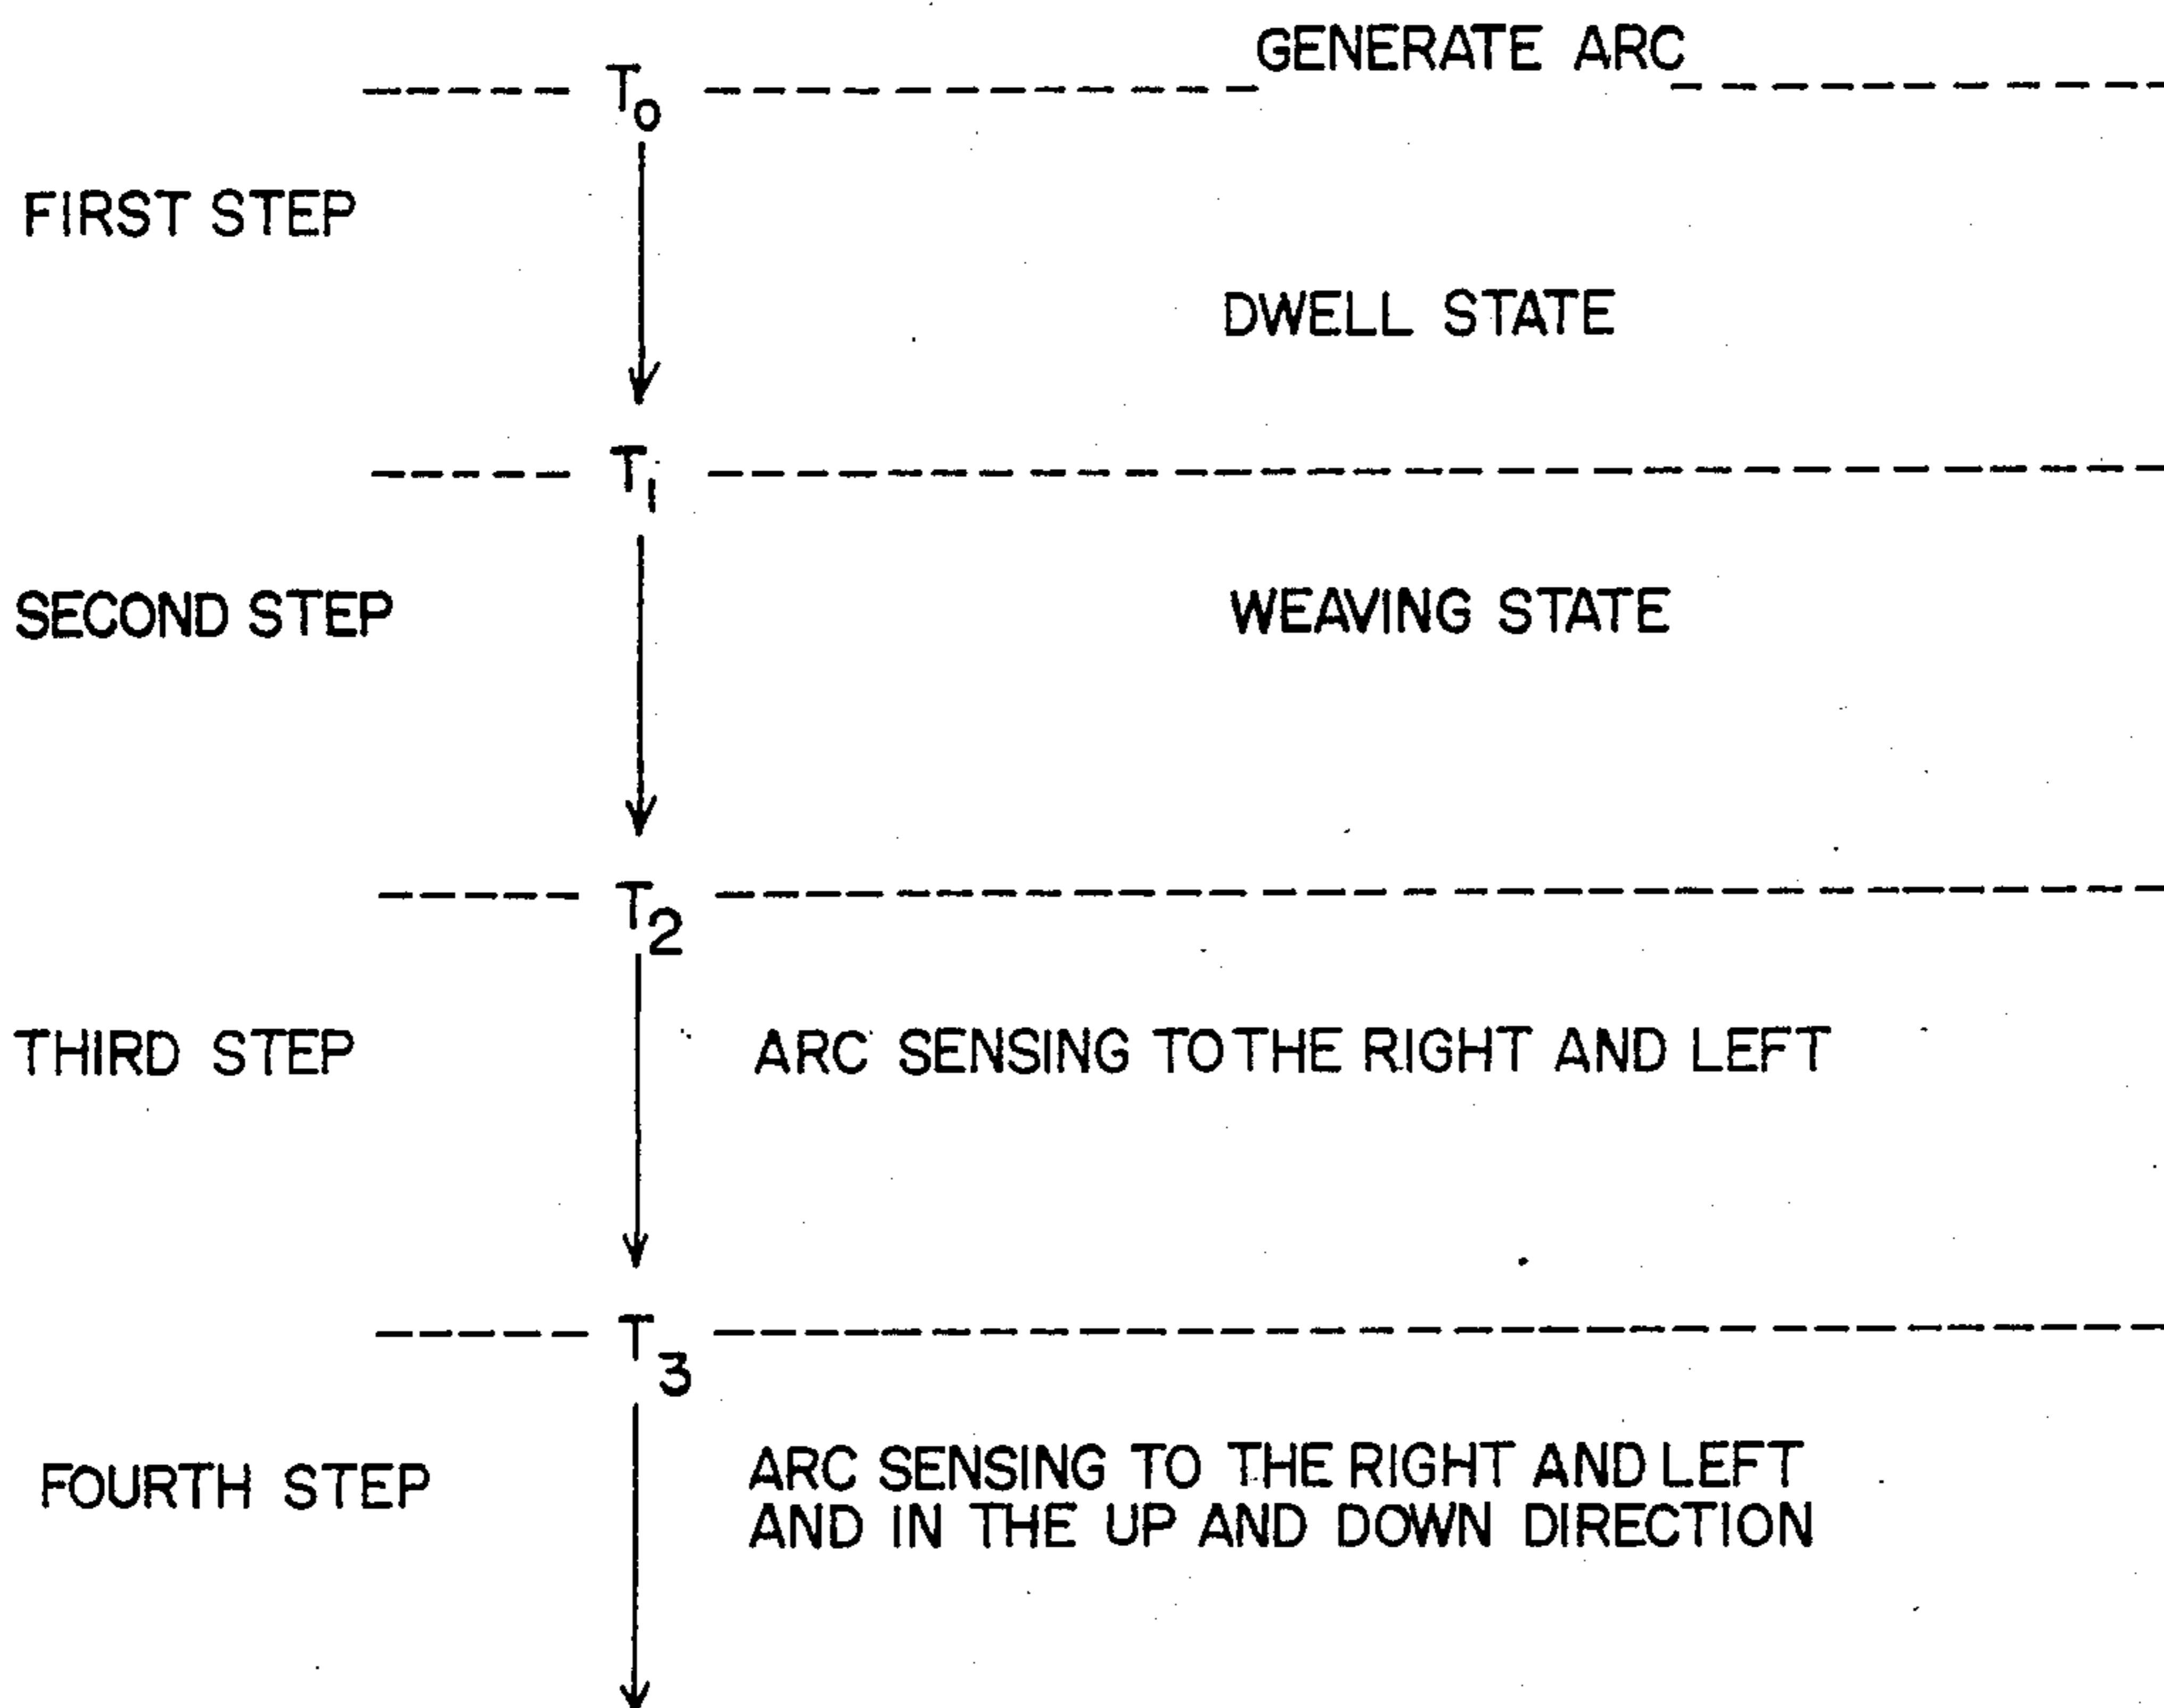 GENERATE ARC
T0
FIRST STEP
DWELL STATE
T1
SECOND STEP
WEAVING STATE
T2
THIRD STEP
ARC SENSING TO THE RIGHT AND LEFT
T3
FOURTH STEP
ARC SENSING TO THE RIGHT AND LEFT
AND IN THE UP AND DOWN DIRECTION